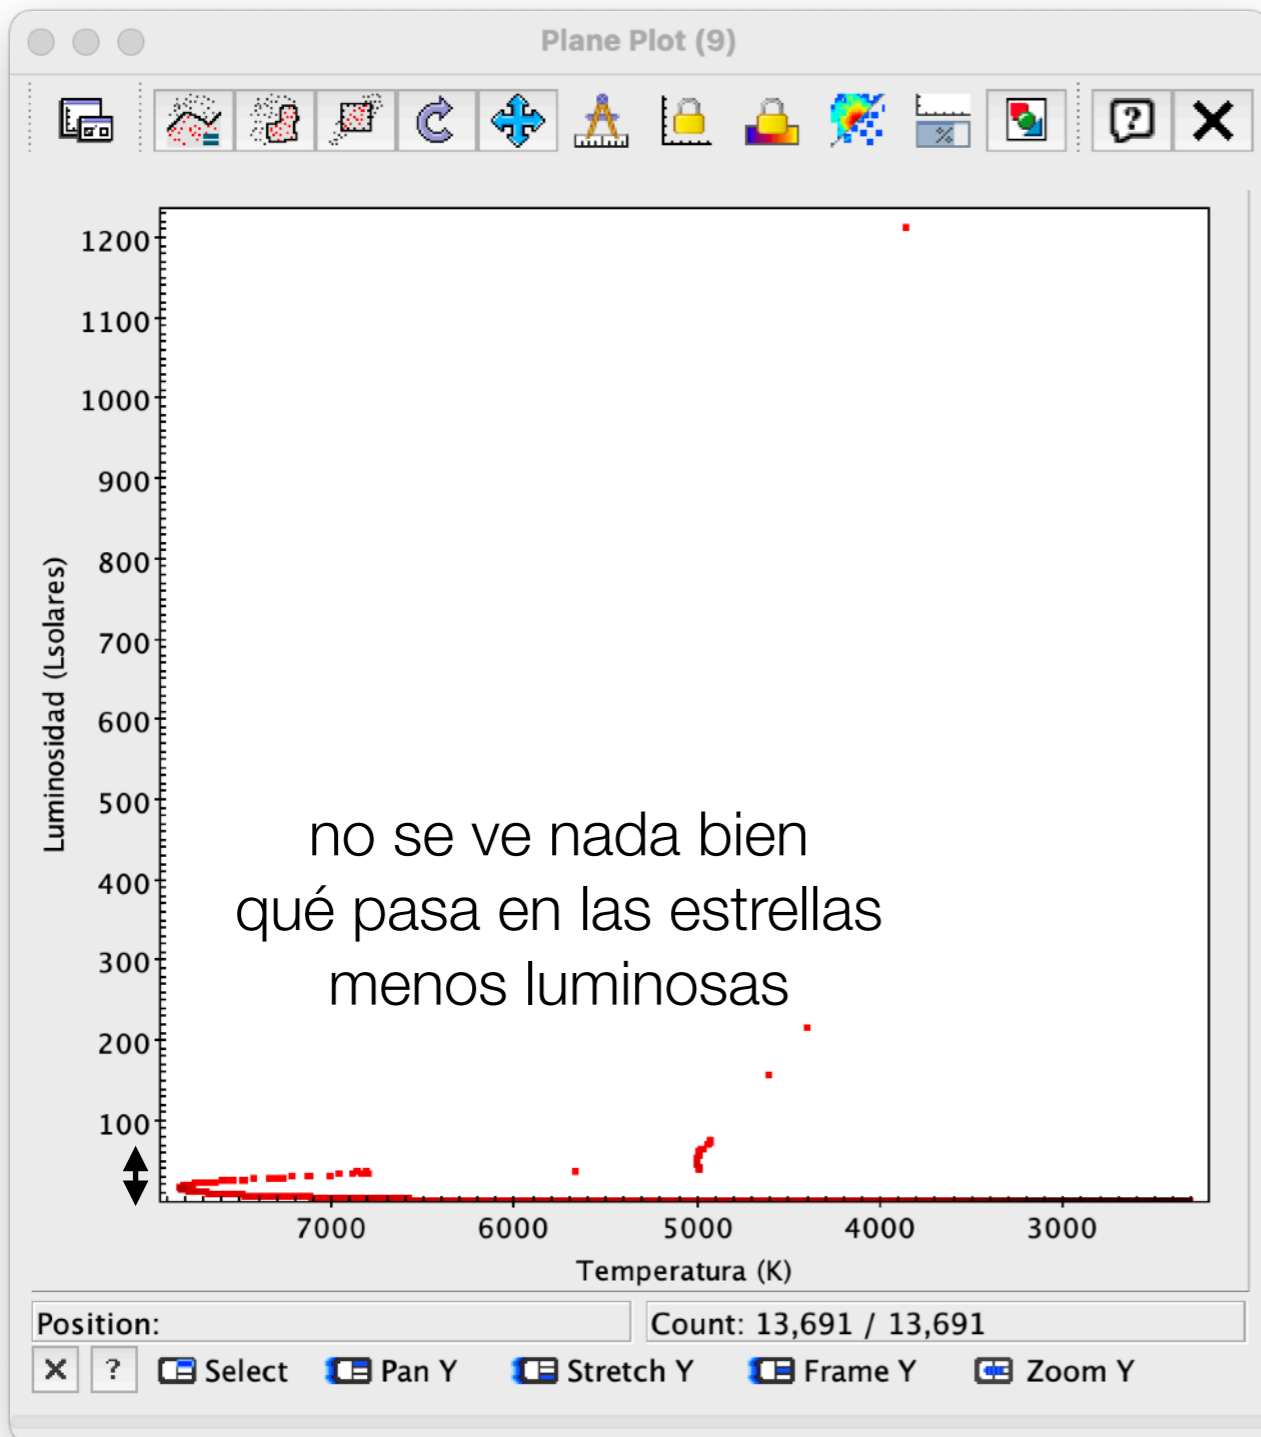 Plane Plot (9)
1200
1100
1000
900
800
700
600
500
400
300
200
100
Luminosidad (Lsolares)
no se ve nada bien
qué pasa en las estrellas
menos luminosas
7000 6000 5000 4000 3000
Temperatura (K)
Position: Count: 13,691 / 13,691
× ? Select Pan Y Stretch Y Frame Y Zoom Y